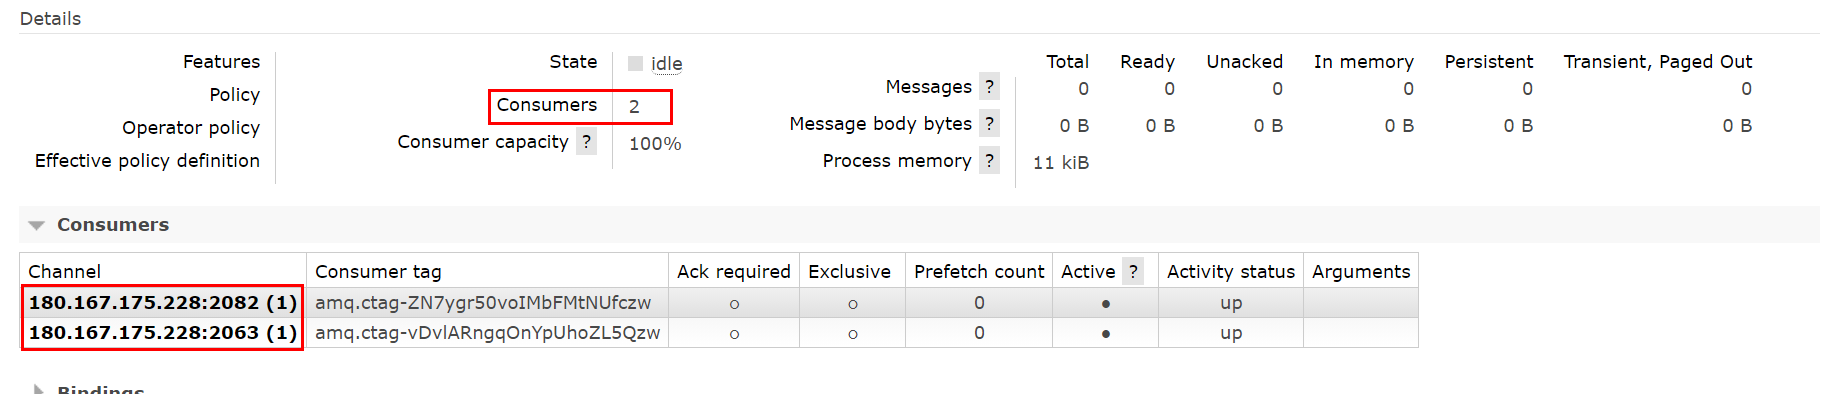 Details
Features
Policy
Operator policy
Effective policy definition
State idle
Consumers 2
Consumer capacity ? 100%
Total Ready Unacked In memory Persistent Transient, Paged Out
Messages ? 0 0 0 0 0 0
Message body bytes ? 0 B 0 B 0 B 0 B 0 B 0 B
Process memory ? 11 kiB
Consumers
Channel Consumer tag Ack required Exclusive Prefetch count Active ? Activity status Arguments
180.167.175.228:2082 (1) amq.ctag-ZN7ygr50voIMbFMtNUfczw ○ ○ 0 ● up
180.167.175.228:2063 (1) amq.ctag-vDvlARngqOnYpUhoZL5Qzw ○ ○ 0 ● up
Bindings